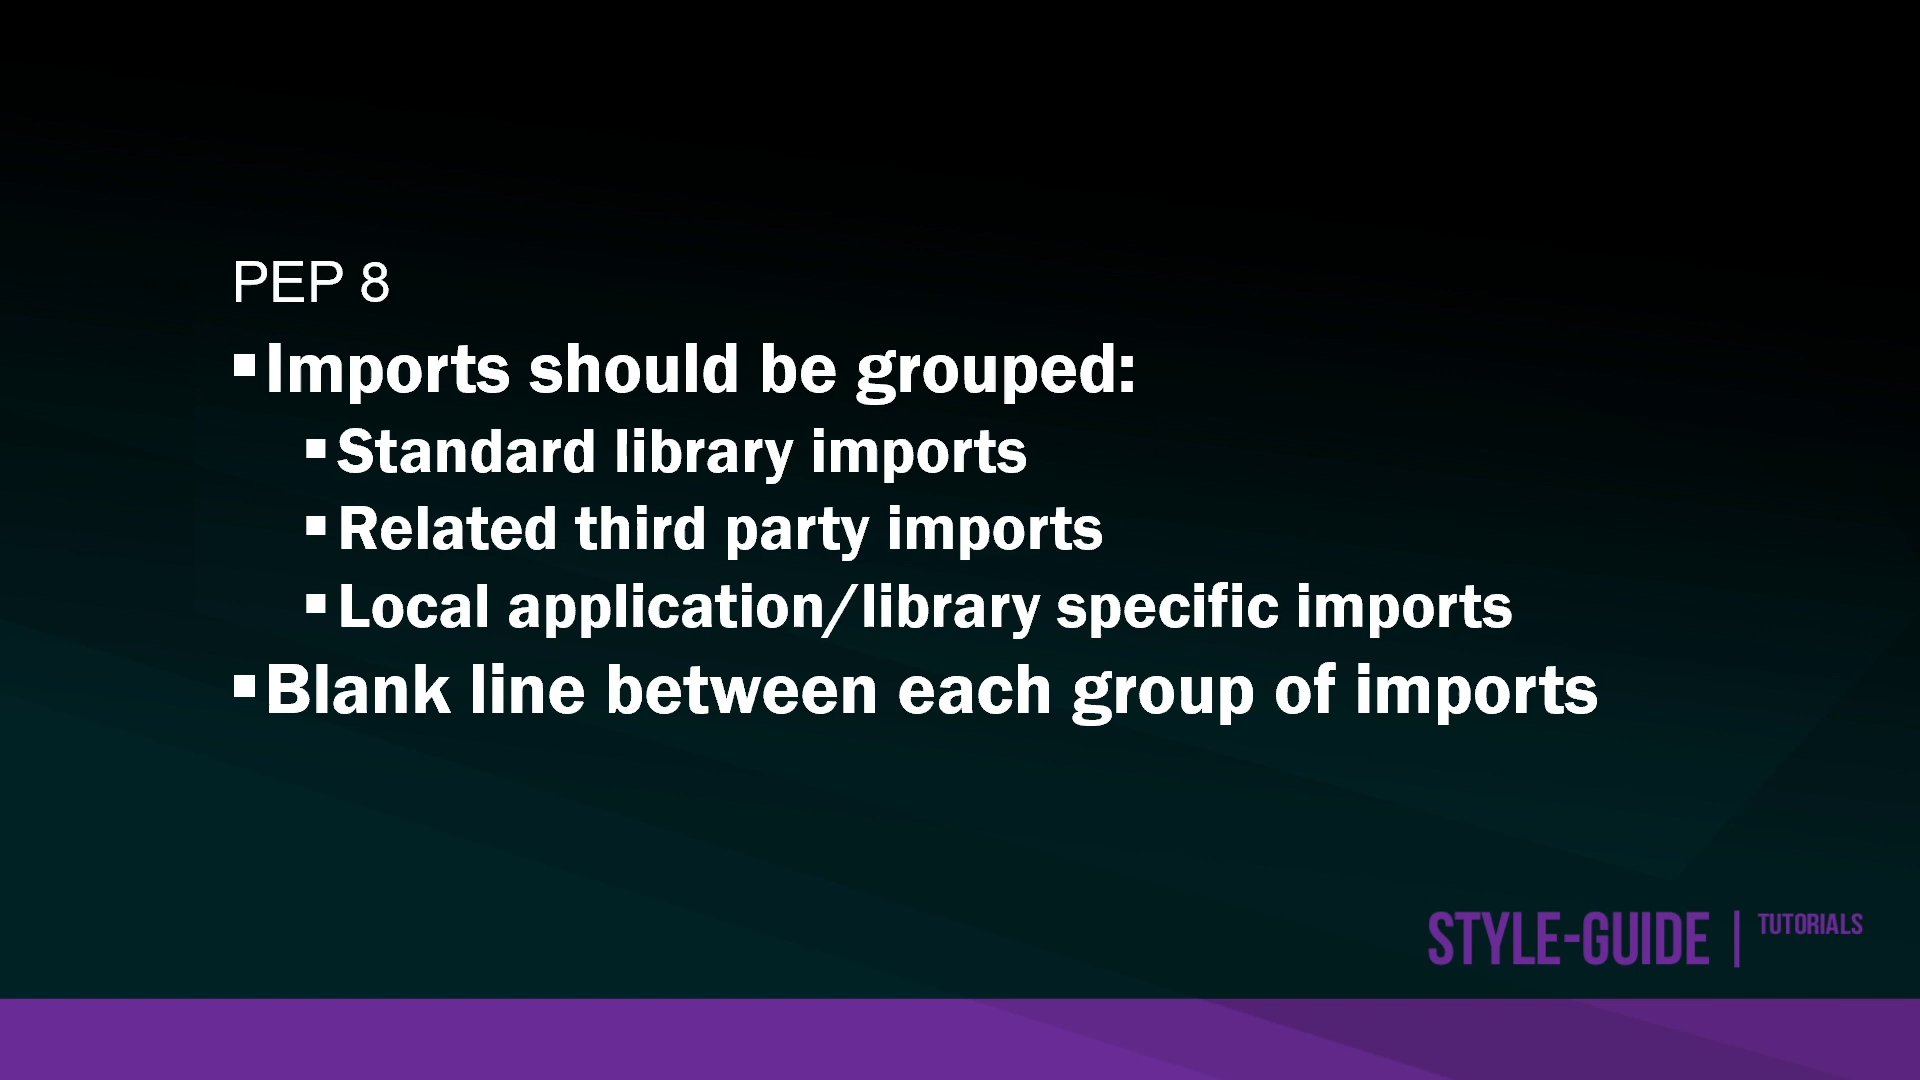 PEP 8
▪Imports should be grouped:
▪Standard library imports
▪Related third party imports
▪Local application/library specific imports
▪Blank line between each group of imports
STYLE-GUIDE | TUTORIALS